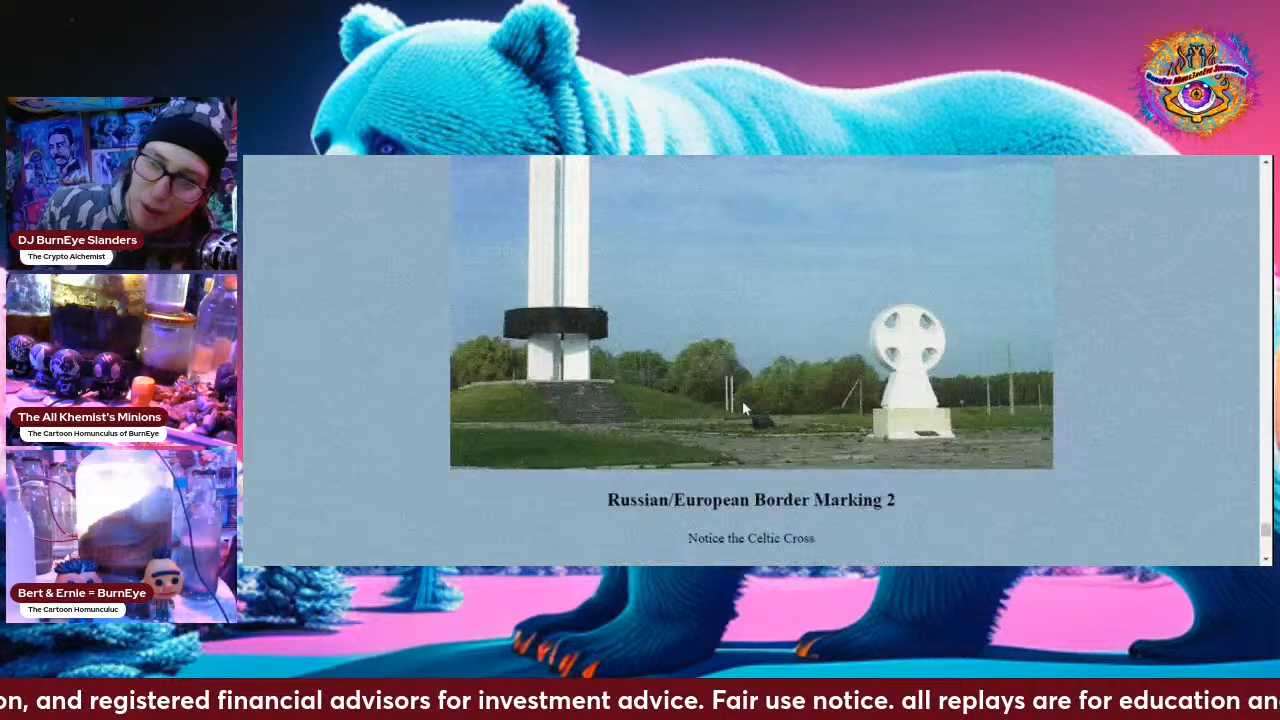 DJ BurnEye Slanders
The Crypto Alchemist
The All Khemist's Minions
The Cartoon Homunculus of BurnEye
Bert & Ernie = BurnEye
The Cartoon Homunculuc
Russian/European Border Marking 2
Notice the Celtic Cross
on, and registered financial advisors for investment advice. Fair use notice. all replays are for education an